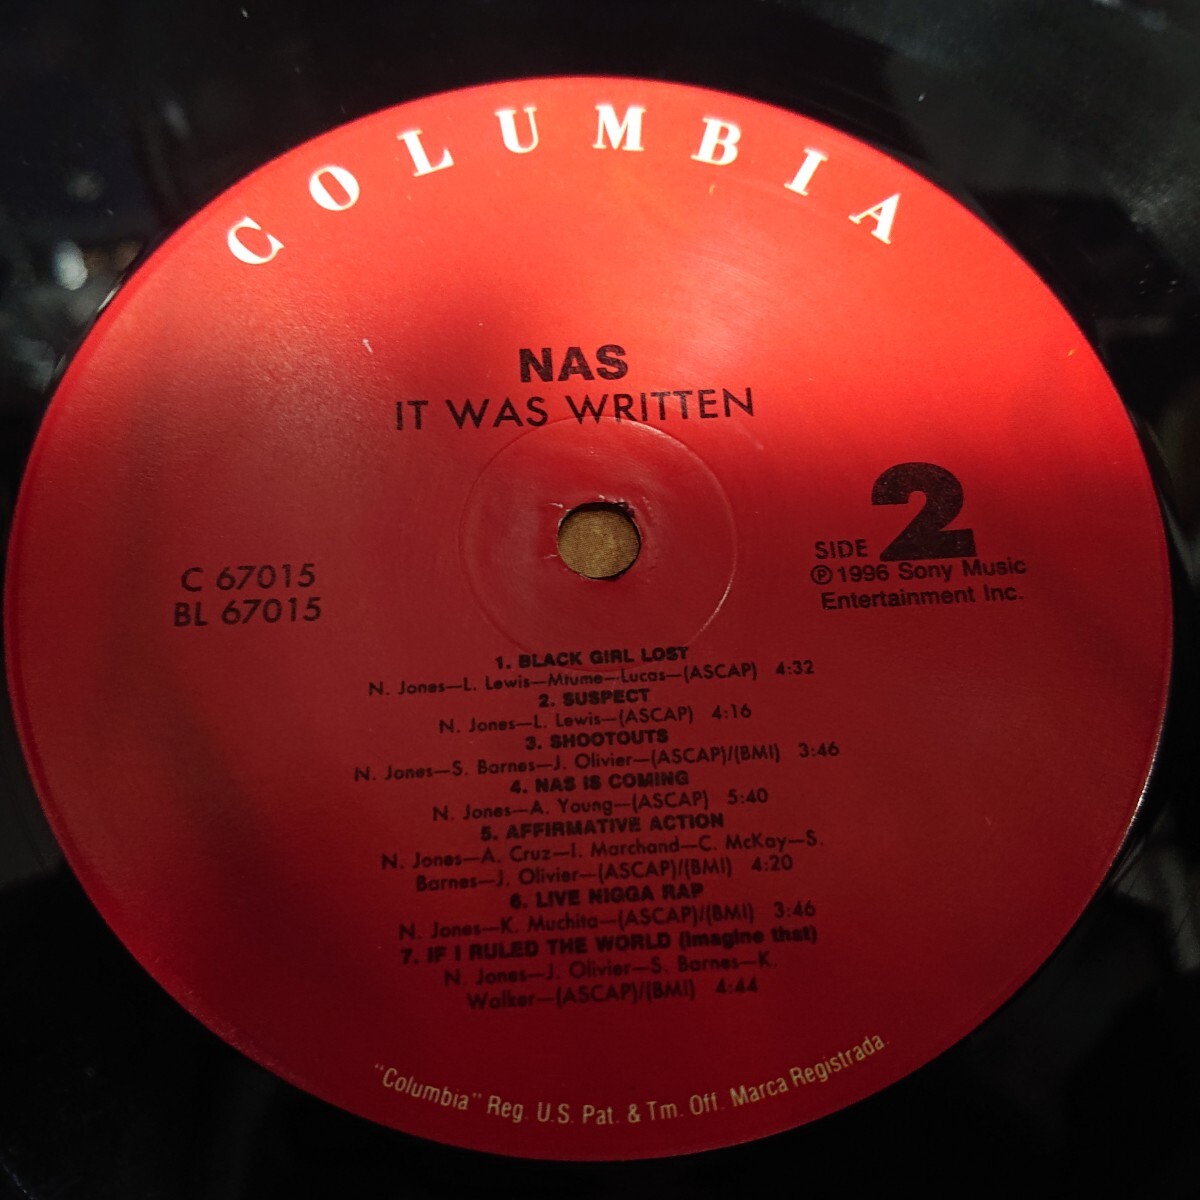 COLUMBIA
NAS
IT WAS WRITTEN
C 67015
BL 67015
SIDE 2
Ⓟ 1996 Sony Music
Entertainment Inc.
1. BLACK GIRL LOST
N. Jones—L. Lewis—Mtume—Lucas—(ASCAP) 4:32
2. SUSPECT
N. Jones—L. Lewis—(ASCAP) 4:16
3. SHOOTOUTS
N. Jones—S. Barnes—J. Olivier—(ASCAP)/(BMI) 3:46
4. NAS IS COMING
N. Jones—A. Young—(ASCAP) 5:40
5. AFFIRMATIVE ACTION
N. Jones—A. Cruz—I. Marchand—C. McKay—S.
Barnes—J. Olivier—(ASCAP)/(BMI) 4:20
6. LIVE NIGGA RAP
N. Jones—K. Muchita—(ASCAP)/(BMI) 3:46
7. IF I RULED THE WORLD (Imagine that)
N. Jones—J. Olivier—S. Barnes—K.
Walker—(ASCAP)/(BMI) 4:44
"Columbia" Reg. U.S. Pat. & Tm. Off. Marca Registrada.